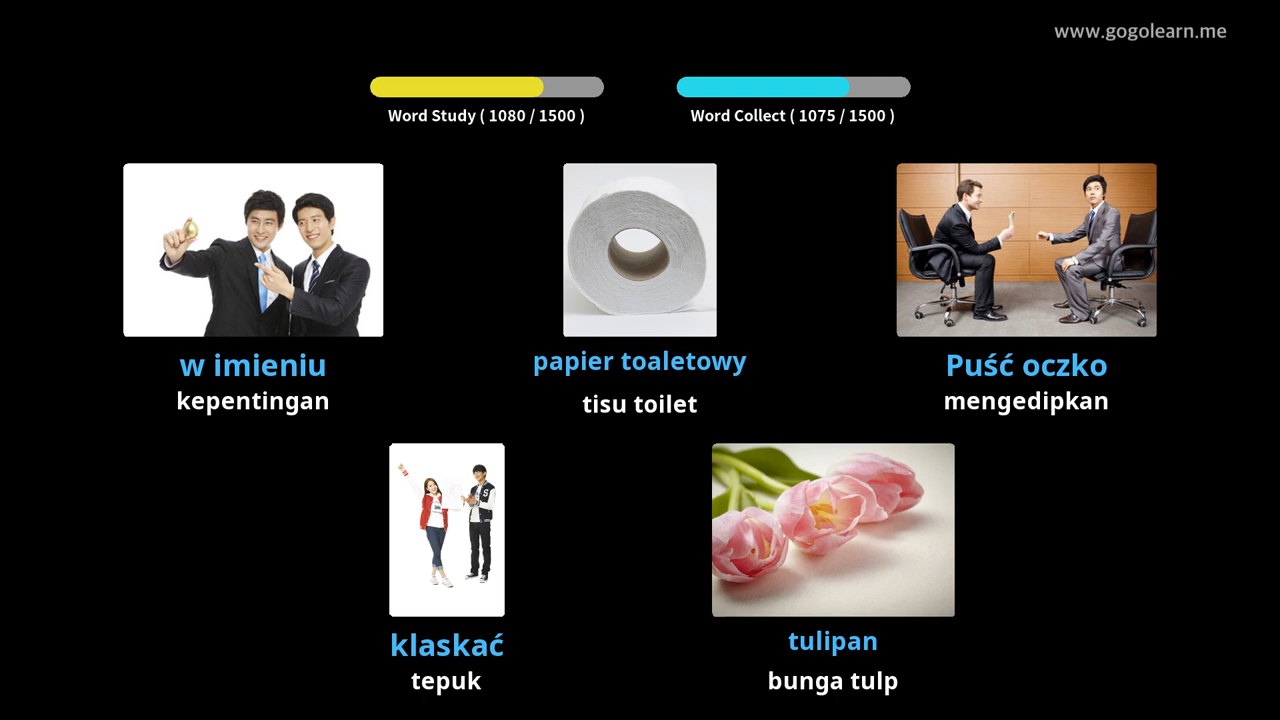 www.gogolearn.me
Word Study ( 1080 / 1500 )
Word Collect ( 1075 / 1500 )
w imieniu
kepentingan
papier toaletowy
tisu toilet
Puść oczko
mengedipkan
klaskać
tepuk
tulipan
bunga tulp